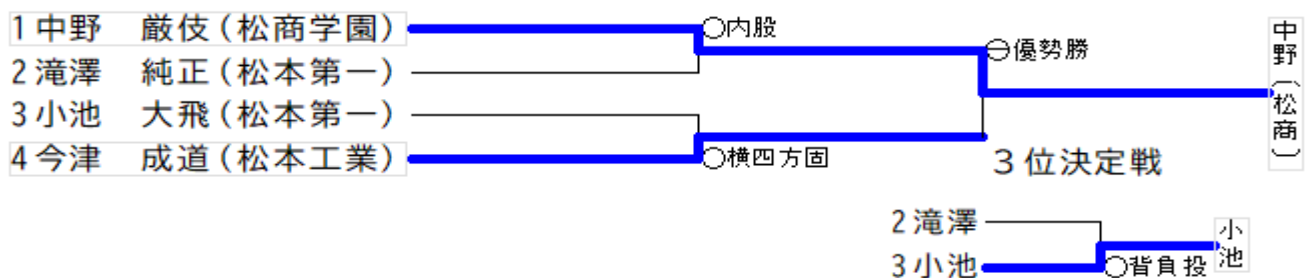 1 中野　厳伎(松商学園)
○内股
2 滝澤　純正(松本第一)
⊖優勢勝
中野(松商)
3 小池　大飛(松本第一)
4 今津　成道(松本工業)
○横四方固
3位決定戦
2 滝澤
3 小池
○背負投
小池